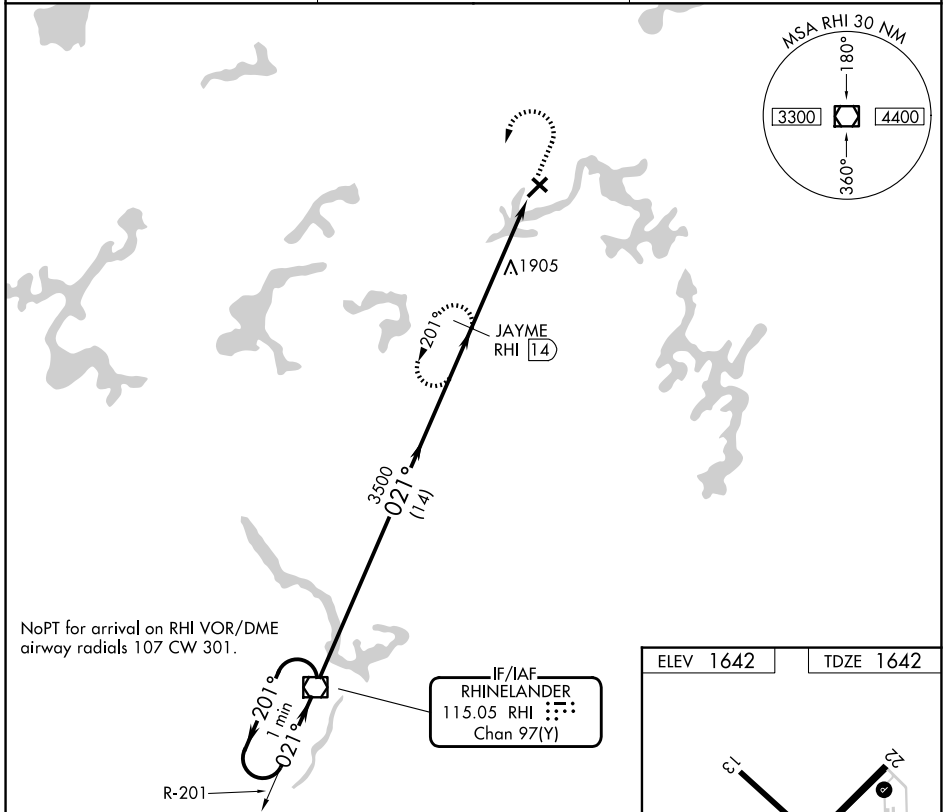 MSA RHI 30 NM
180°
3300
4400
360°
1905
201°
JAYME
RHI 14
3500
021°
(14)
NoPT for arrival on RHI VOR/DME
airway radials 107 CW 301.
IF/IAF
RHINELANDER
115.05 RHI
Chan 97(Y)
201°
1 min
021°
R-201
ELEV 1642
TDZE 1642
13
22
P